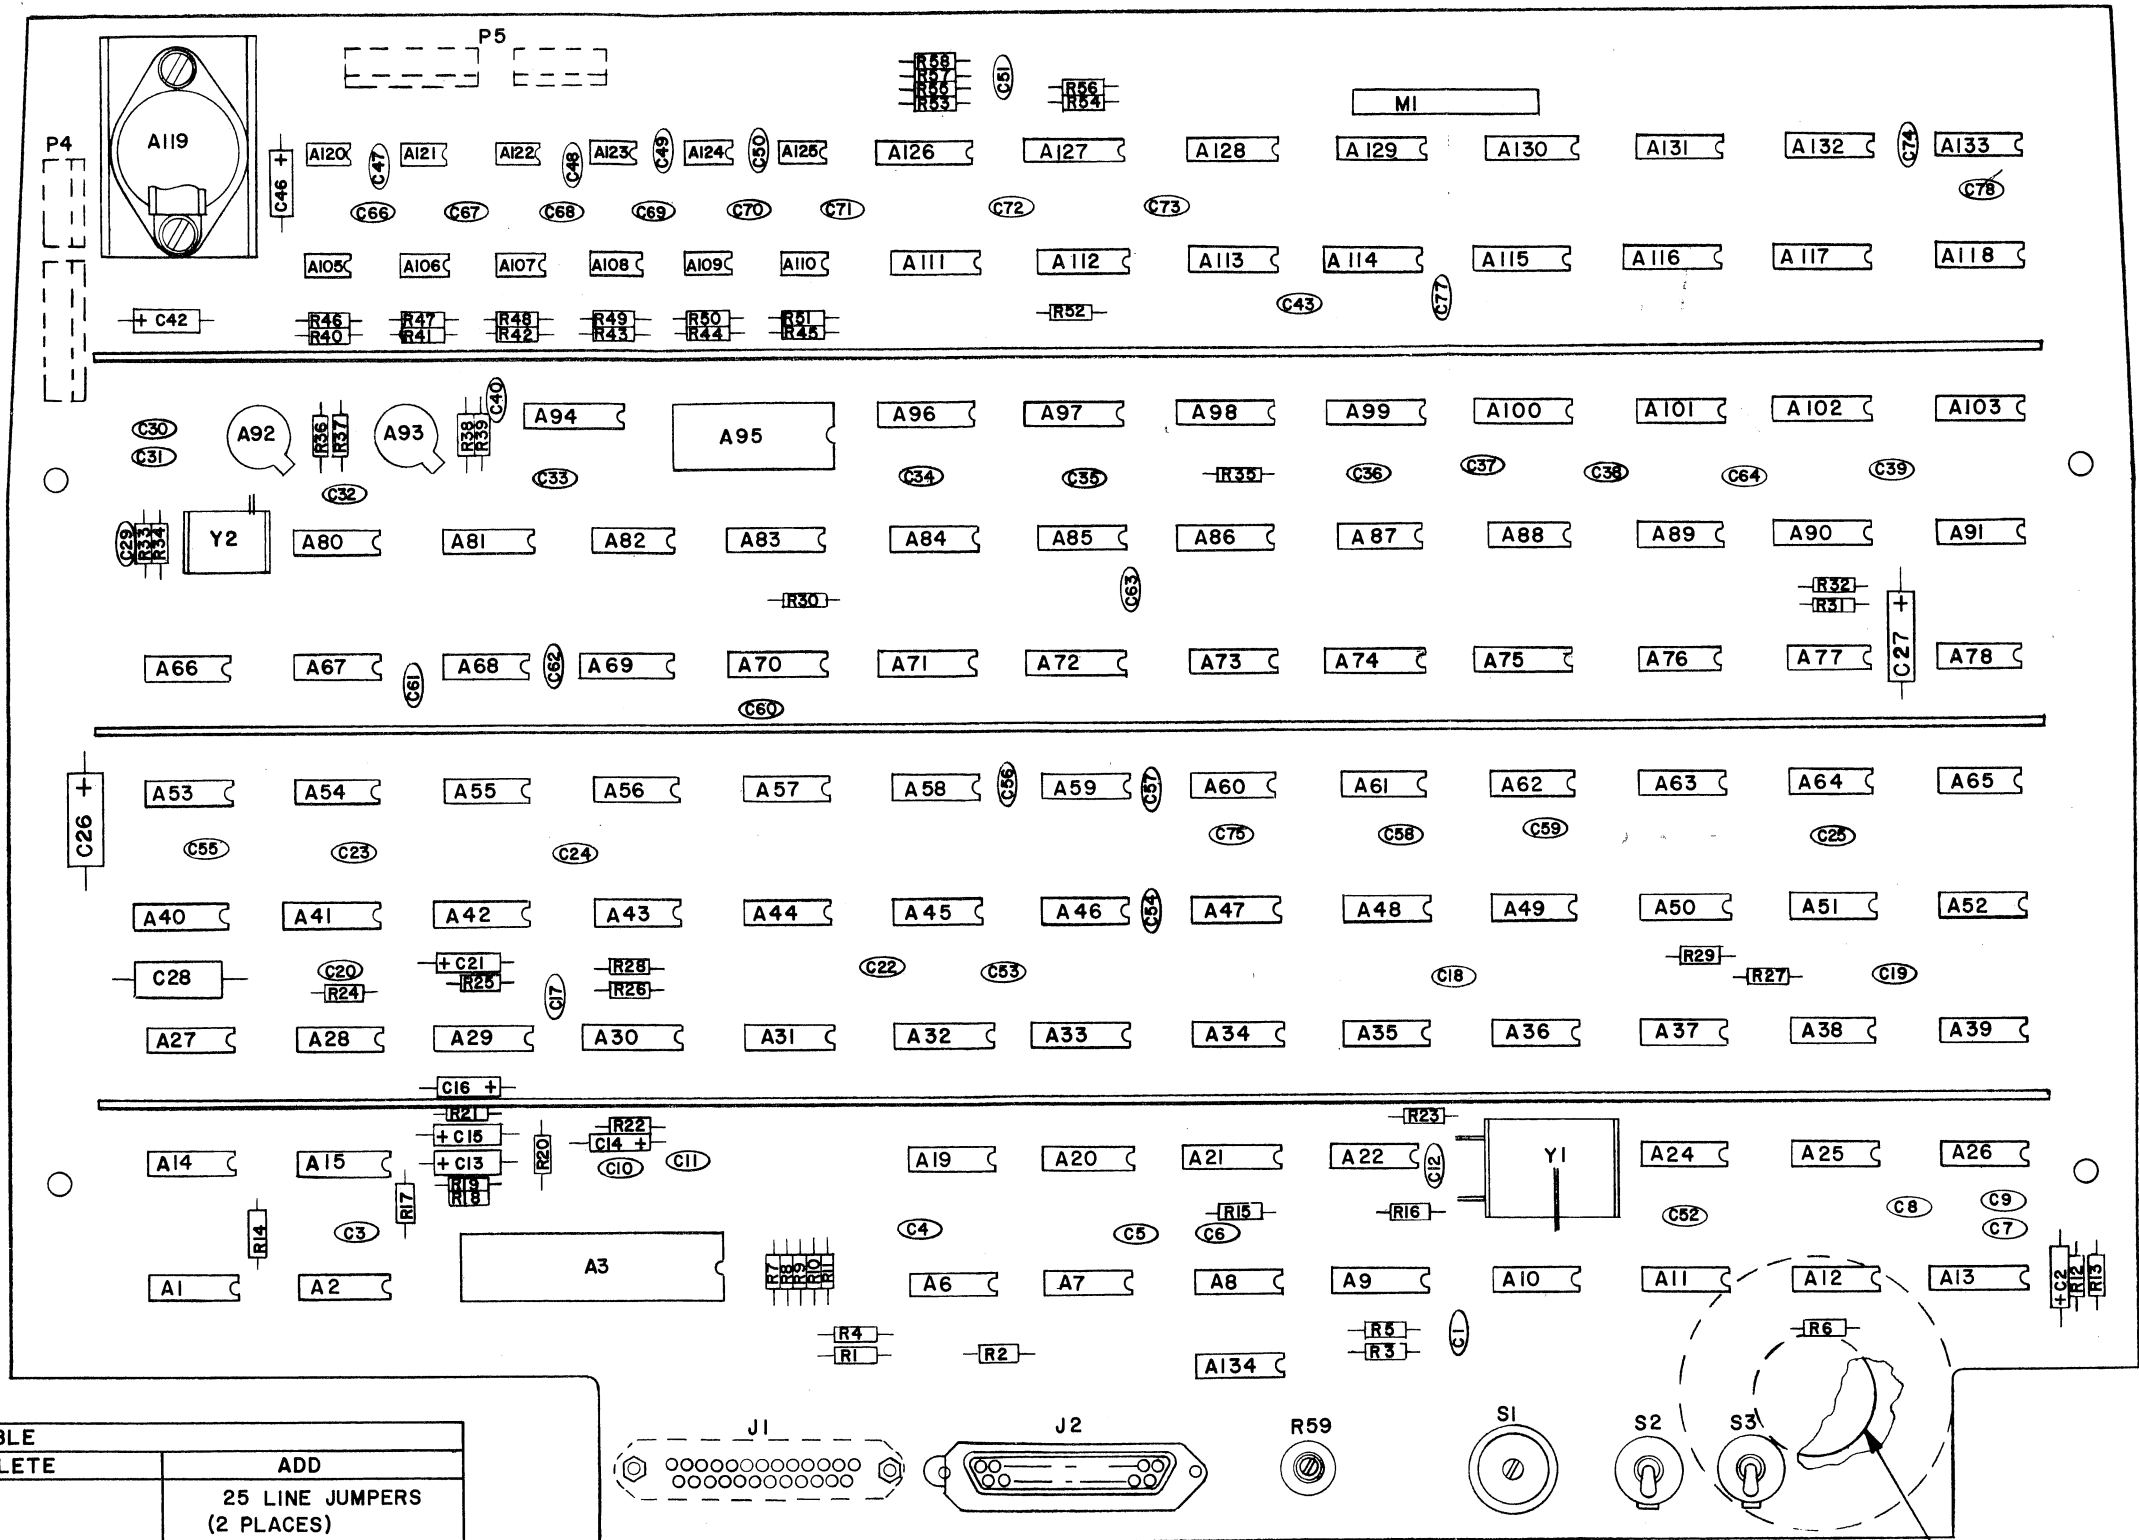 P5
R58
R57
R55
R53
C51
R56
R54
M1
P4
A119
C46 +
A120 C47 A121 A122 C48 A123 C49 A124 C50 A125 A126 A127 A128 A129 A130 A131 A132 C74 A133
C66 C67 C68 C69 C70 C71 C72 C73 C78
A105 A106 A107 A108 A109 A110 A111 A112 A113 A114 A115 A116 A117 A118
C43 C77
+ C42
R46 R47 R48 R49 R50 R51 R52
R40 R41 R42 R43 R44 R45
C30
C31
A92 R36 R37 A93 R38 R39 C40 A94 A95 A96 A97 A98 A99 A100 A101 A102 A103
C32 C33 C34 C35 R35 C36 C37 C38 C64 C39
C29 R33 R34 Y2 A80 A81 A82 A83 A84 A85 A86 A87 A88 A89 A90 A91
R30 C63 R32
R31
C27 +
A66 A67 C61 A68 C62 A69 A70 A71 A72 A73 A74 A75 A76 A77 A78
C60
C26 +
A53 A54 A55 A56 A57 A58 C56 A59 C57 A60 A61 A62 A63 A64 A65
C55 C23 C24 C75 C58 C59 C25
A40 A41 A42 A43 A44 A45 A46 C54 A47 A48 A49 A50 A51 A52
C28 C20 + C21 C17 R28 C22 C53 C18 R29 R27 C19
R24 R25 R26
A27 A28 A29 A30 A31 A32 A33 A34 A35 A36 A37 A38 A39
C16 +
R21 R22 R23
+ C15 R20 C14 +
A14 A15 + C13 C10 C11 A19 A20 A21 A22 C12 Y1 A24 A25 A26
R19
R18
R14 R17 C3 C4 C5 C6 R15 R16 C52 C8 C9
C7
A1 A2 A3 R7 R8 R9 R10 R11 A6 A7 A8 A9 A10 A11 A12 A13 +C2 R12 R13
R4 R5 C1 R6
R1 R2 R3
A134
J1 J2 R59 S1 S2 S3
BLE
LETE ADD
25 LINE JUMPERS
(2 PLACES)